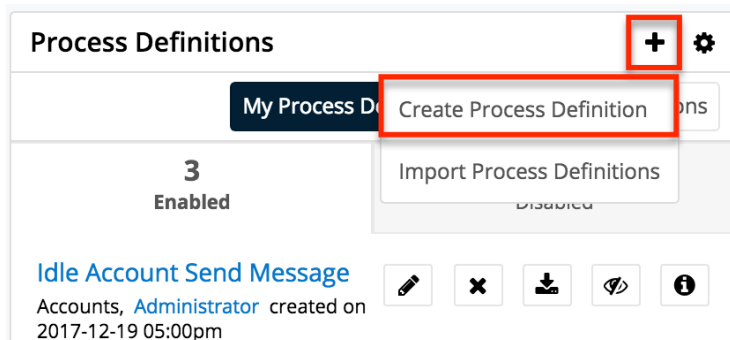 Process Definitions
My Process D
Create Process Definition
ons
Import Process Definitions
3
Enabled
Disabled
Idle Account Send Message
Accounts, Administrator created on
2017-12-19 05:00pm